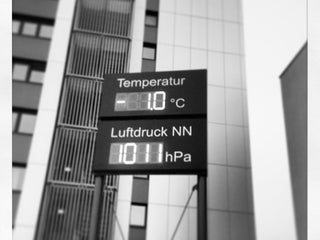 Temperatur
- 1.0 °C
Luftdruck NN
1011 hPa